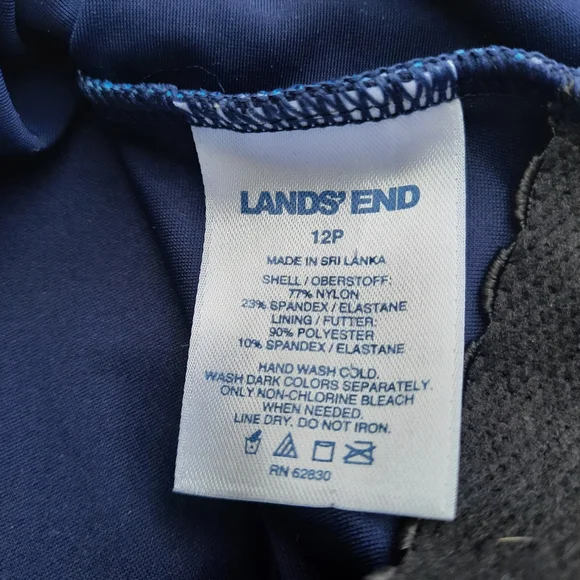 LANDS' END
12P
MADE IN SRI LANKA
SHELL / OBERSTOFF:
77% NYLON
23% SPANDEX / ELASTANE
LINING / FUTTER:
90% POLYESTER
10% SPANDEX / ELASTANE
HAND WASH COLD.
WASH DARK COLORS SEPARATELY.
ONLY NON-CHLORINE BLEACH
WHEN NEEDED.
LINE DRY. DO NOT IRON.
RN 62830